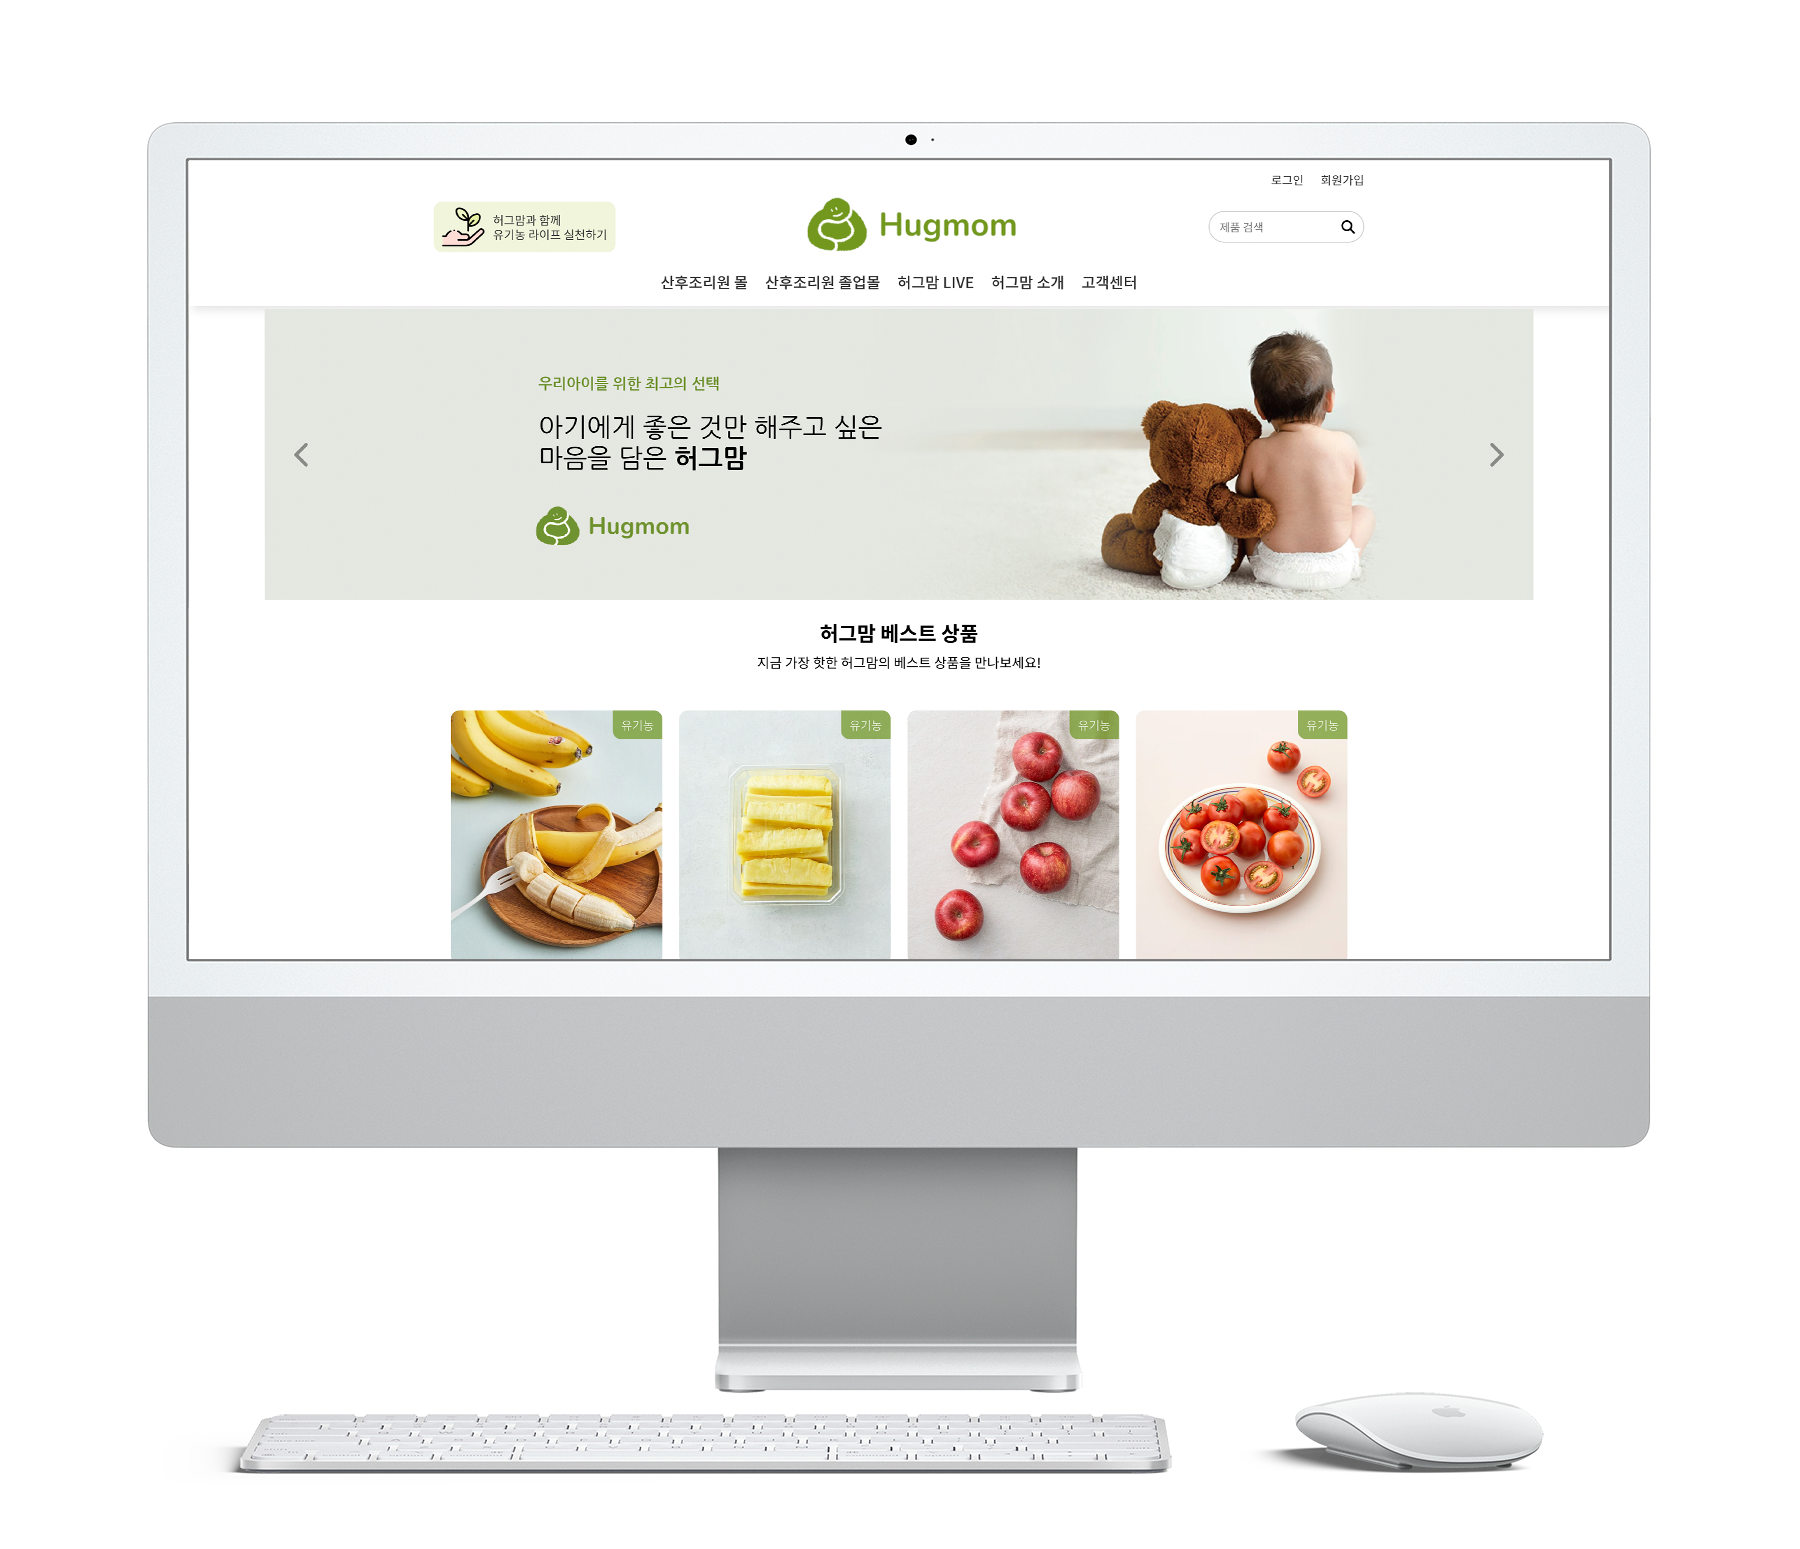 로그인 회원가입
허그맘과 함께
유기농 라이프 실천하기
Hugmom
제품 검색
산후조리원 몰 산후조리원 졸업몰 허그맘 LIVE 허그맘 소개 고객센터
우리아이를 위한 최고의 선택
아기에게 좋은 것만 해주고 싶은
마음을 담은 허그맘
Hugmom
허그맘 베스트 상품
지금 가장 핫한 허그맘의 베스트 상품을 만나보세요!
유기농 유기농 유기농 유기농